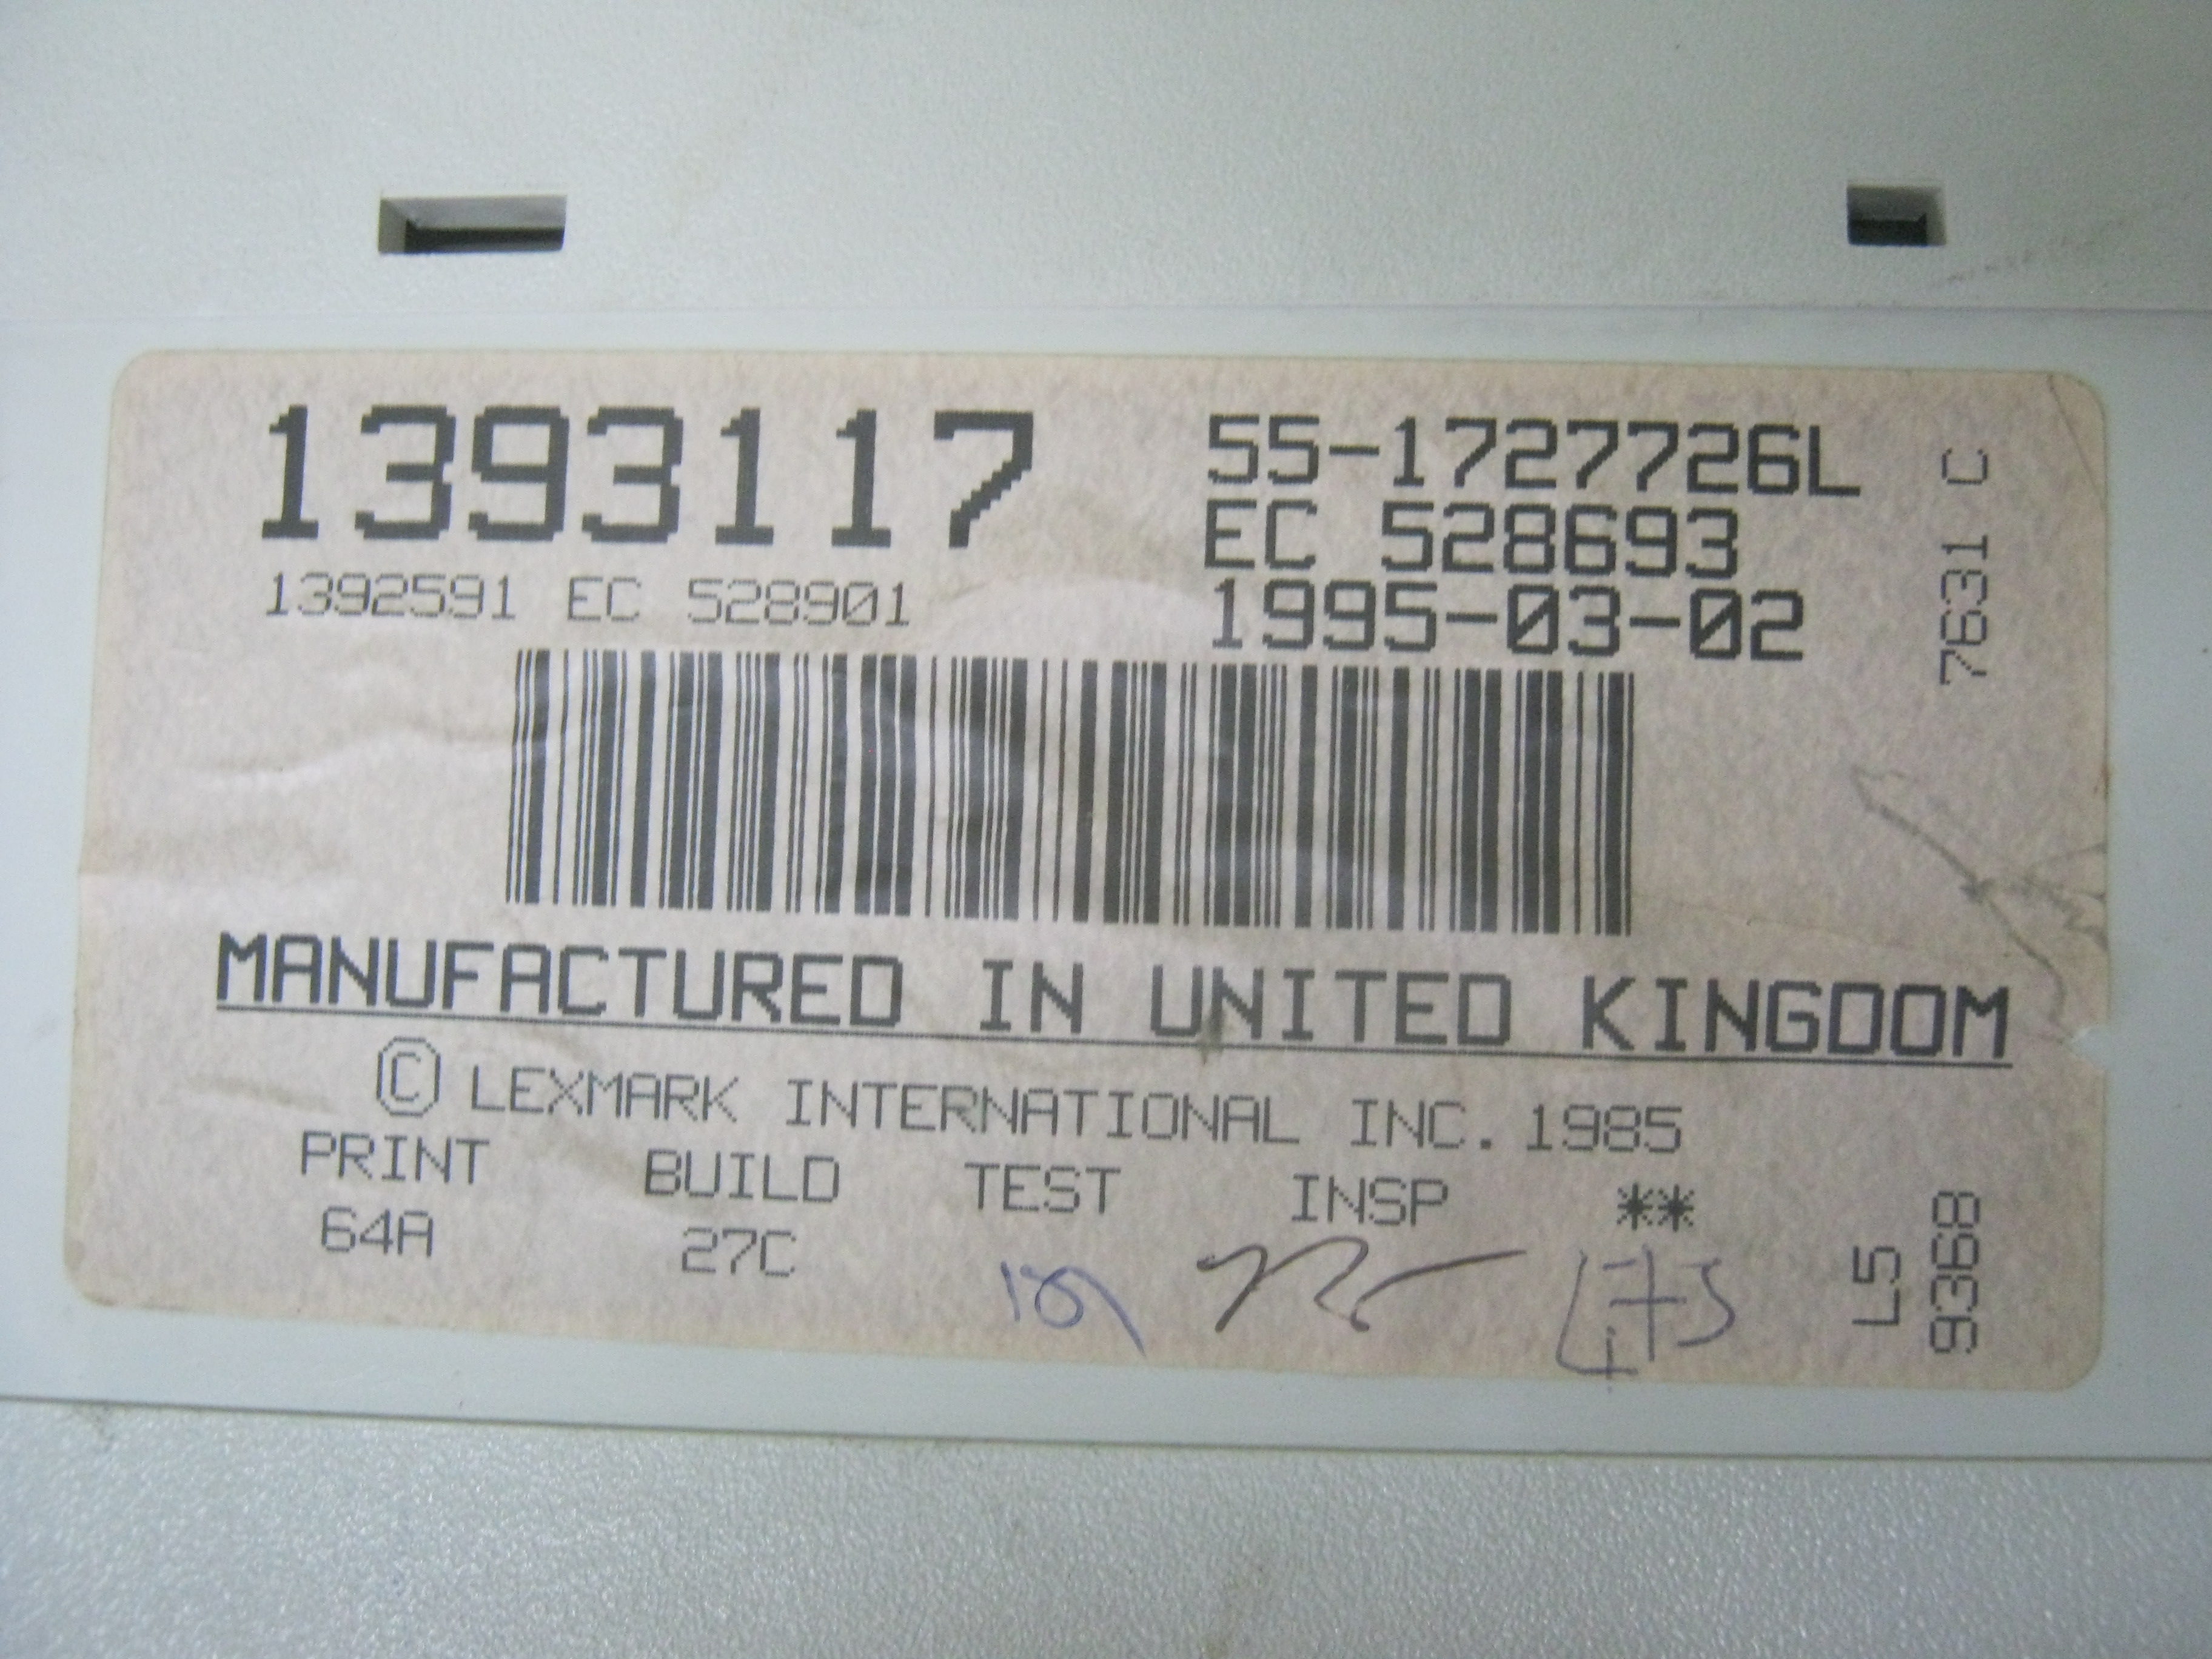 1393117
1392591 EC 528901
55-1727726L
EC 528693
1995-03-02
7631 C
MANUFACTURED IN UNITED KINGDOM
© LEXMARK INTERNATIONAL INC. 1985
PRINT BUILD TEST INSP **
64A 27C
L5
9368